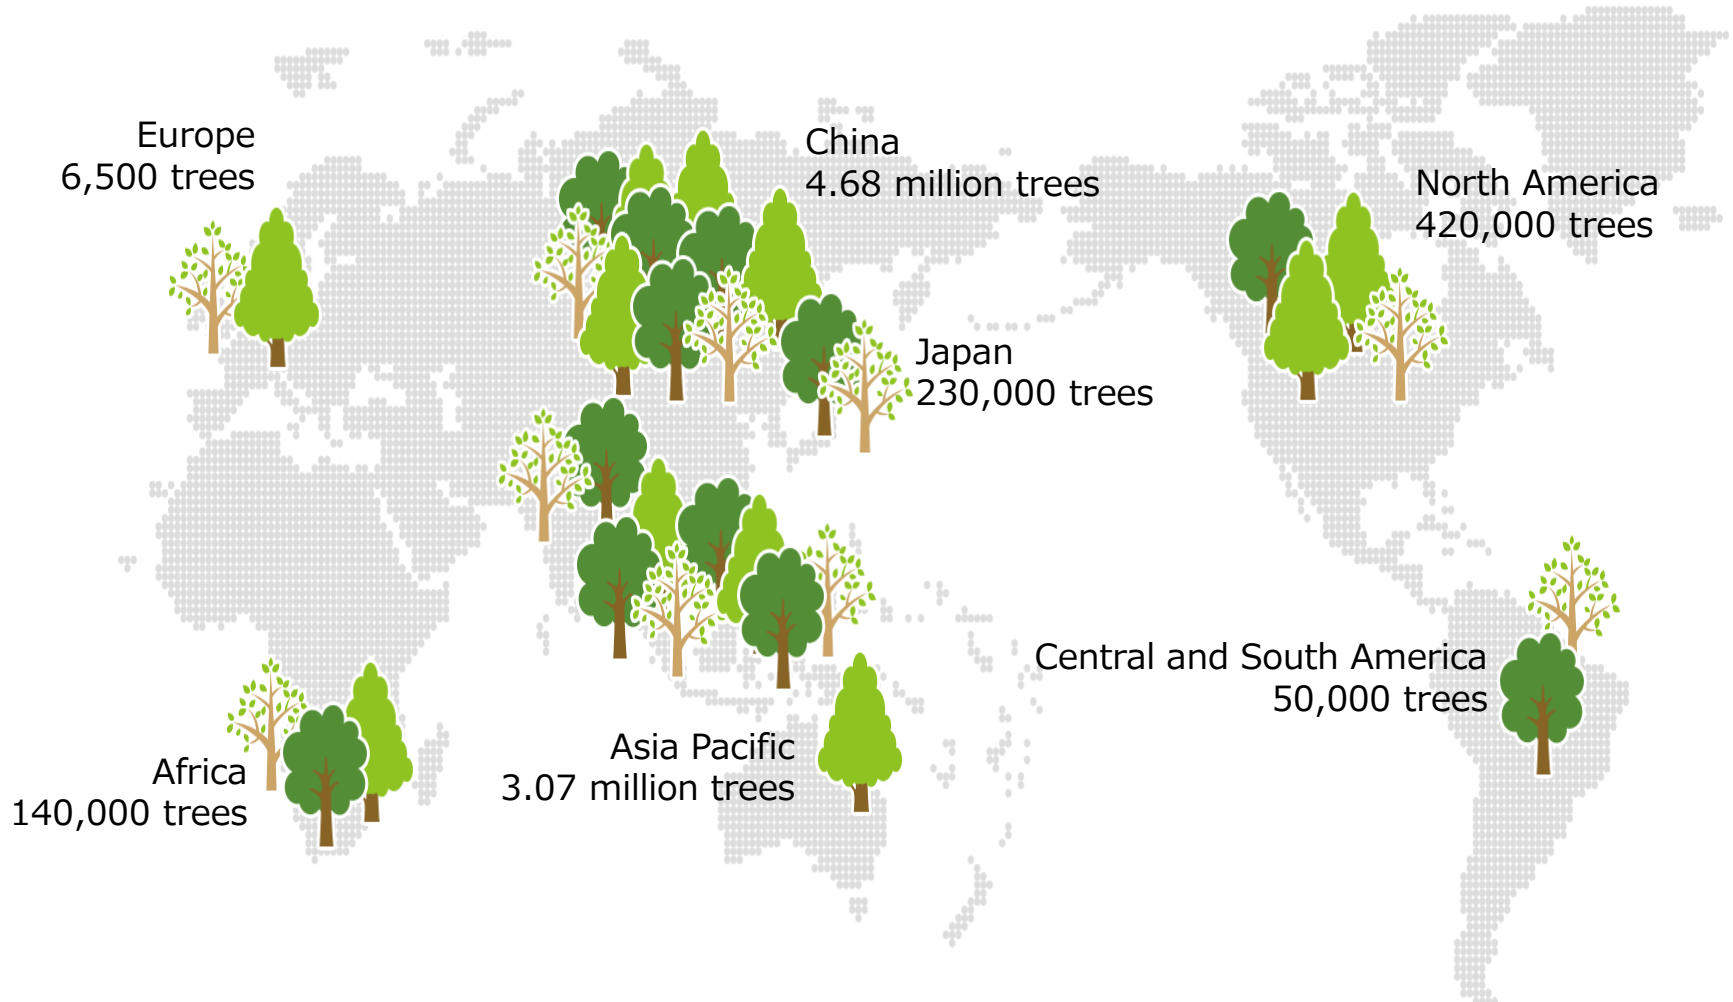 Europe
6,500 trees
China
4.68 million trees
North America
420,000 trees
Japan
230,000 trees
Central and South America
50,000 trees
Asia Pacific
3.07 million trees
Africa
140,000 trees